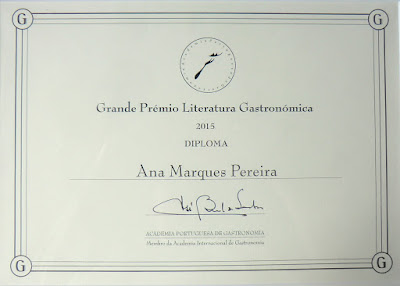 G G
Grande Prémio Literatura Gastronómica
2015
DIPLOMA
Ana Marques Pereira
ACADEMIA PORTUGUESA DE GASTRONOMIA
Membro da Academia Internacional de Gastronomia
G G